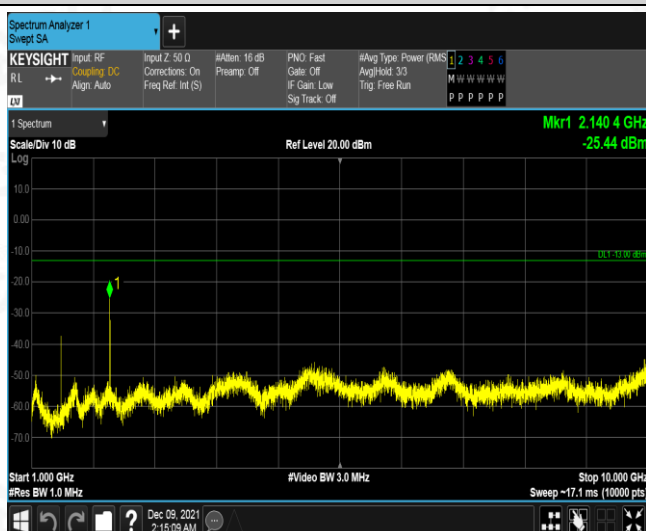 Spectrum Analyzer 1
Swept SA
+
KEYSIGHT
RL
LXI
Input: RF
Coupling: DC
Align: Auto
Input Z: 50 Ω
Corrections: On
Freq Ref: Int (S)
#Atten: 16 dB
Preamp: Off
PNO: Fast
Gate: Off
IF Gain: Low
Sig Track: Off
#Avg Type: Power (RMS
Avg|Hold: 3/3
Trig: Free Run
1 2 3 4 5 6
M W W W W W
P P P P P P
1 Spectrum
Scale/Div 10 dB
Ref Level 20.00 dBm
Mkr1 2.140 4 GHz
-25.44 dBm
Log
10.0
0.00
-10.0
DL1 -13.00 dBm
-20.0
1
-30.0
-40.0
-50.0
-60.0
-70.0
Start 1.000 GHz
#Res BW 1.0 MHz
#Video BW 3.0 MHz
Stop 10.000 GHz
Sweep ~17.1 ms (10000 pts)
?
Dec 09, 2021
2:15:09 AM